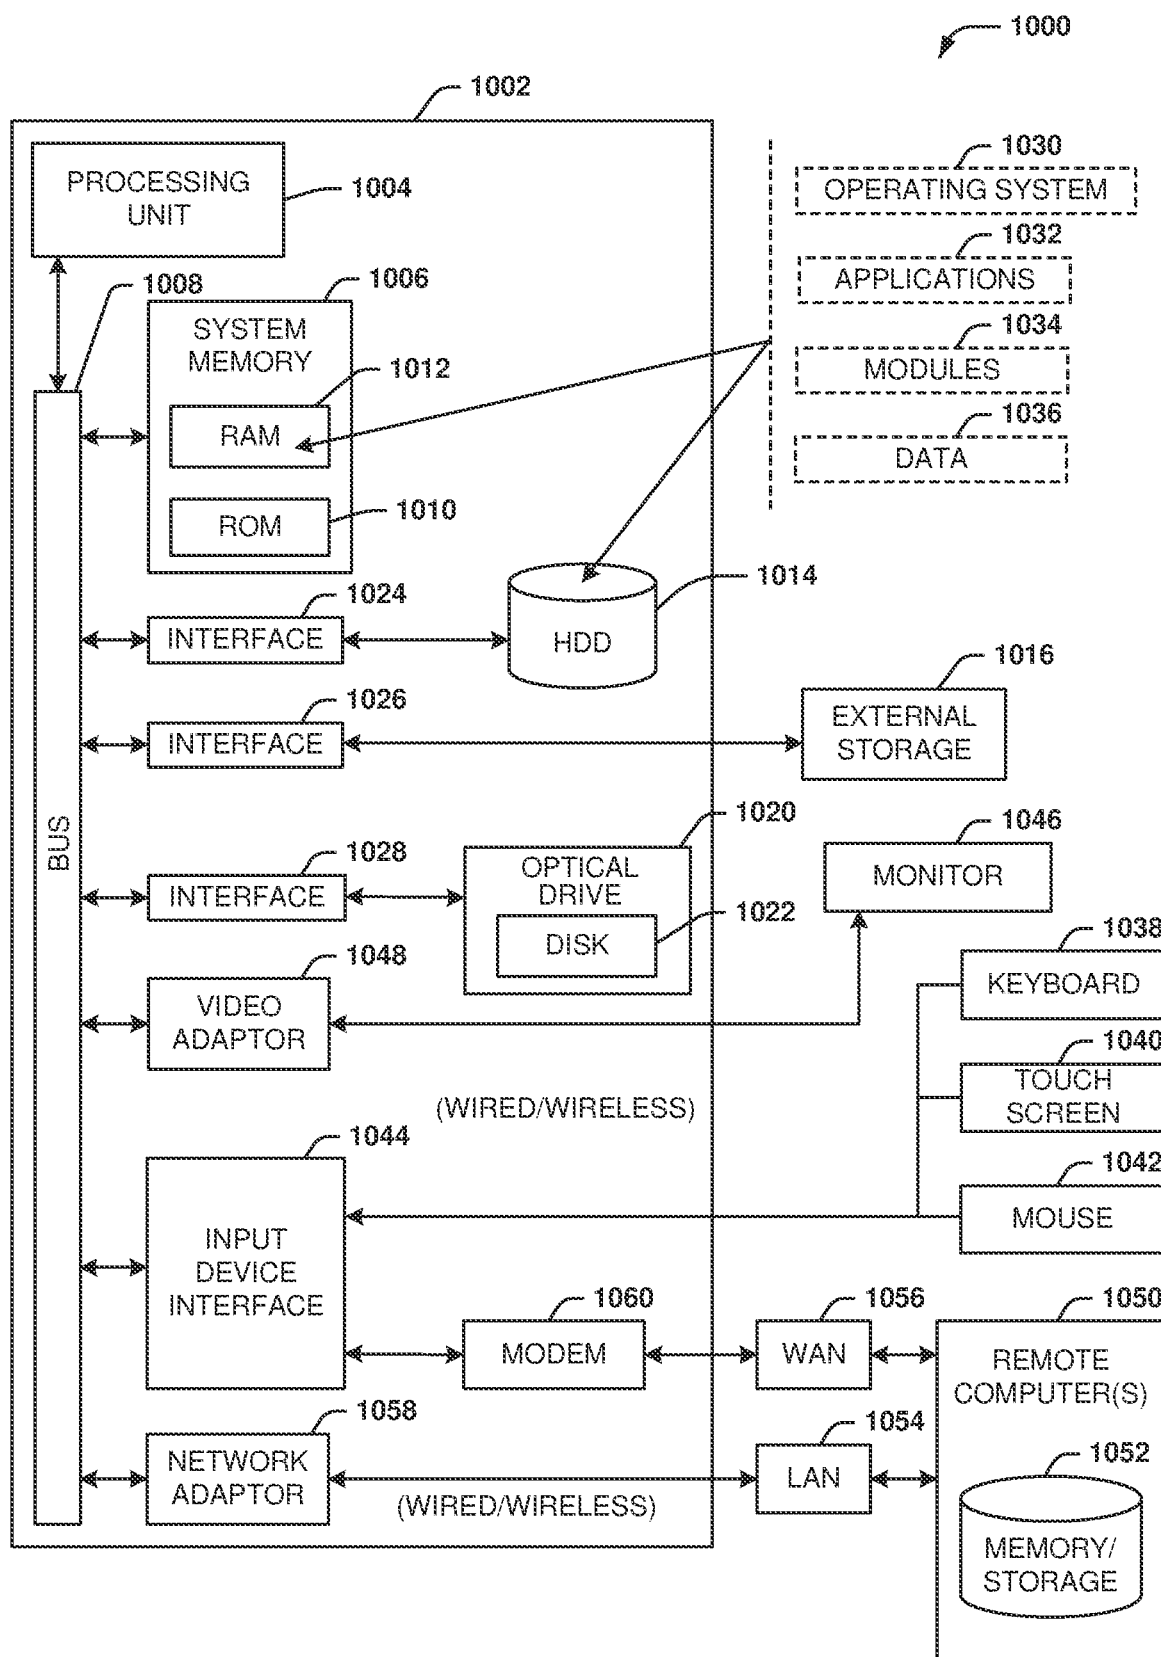 1000
1002
PROCESSING
UNIT
1004
1030
OPERATING SYSTEM
1032
APPLICATIONS
1034
MODULES
1036
DATA
1008
1006
SYSTEM
MEMORY
1012
RAM
1010
ROM
1024
INTERFACE
1014
HDD
1026
INTERFACE
1016
EXTERNAL
STORAGE
BUS
1028
INTERFACE
1020
OPTICAL
DRIVE
1022
DISK
1046
MONITOR
1048
VIDEO
ADAPTOR
1038
KEYBOARD
1040
TOUCH
SCREEN
(WIRED/WIRELESS)
1044
INPUT
DEVICE
INTERFACE
1042
MOUSE
1060
MODEM
1056
WAN
1050
REMOTE
COMPUTER(S)
1058
NETWORK
ADAPTOR
(WIRED/WIRELESS)
1054
LAN
1052
MEMORY/
STORAGE